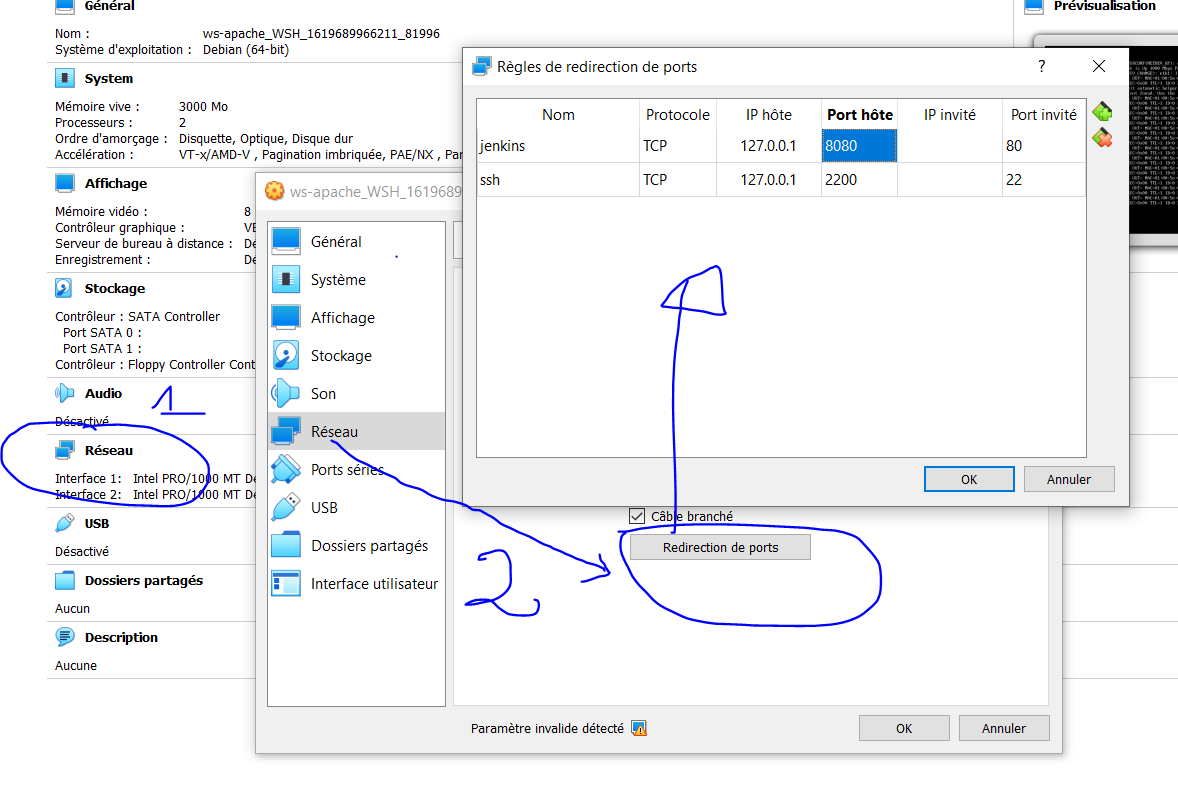 Général
Nom : ws-apache_WSH_1619689966211_81996
Système d'exploitation : Debian (64-bit)
System
Mémoire vive : 3000 Mo
Processeurs : 2
Ordre d'amorçage : Disquette, Optique, Disque dur
Accélération : VT-x/AMD-V , Pagination imbriquée, PAE/NX , Par
Affichage
Mémoire vidéo : 8
Contrôleur graphique : VB
Serveur de bureau à distance : Dé
Enregistrement : Dé
Stockage
Contrôleur : SATA Controller
Port SATA 0 :
Port SATA 1 :
Contrôleur : Floppy Controller Cont
Audio
Désactivé
1
Réseau
Interface 1: Intel PRO/1000 MT De
Interface 2: Intel PRO/1000 MT De
USB
Désactivé
Dossiers partagés
Aucun
Description
Aucune
Prévisualisation
ws-apache_WSH_161968
Général
Système
Affichage
Stockage
Son
Réseau
Ports séries
USB
Dossiers partagés
Interface utilisateur
2
Câble branché
Redirection de ports
Paramètre invalide détecté
OK
Annuler
Règles de redirection de ports
?
Nom Protocole IP hôte Port hôte IP invité Port invité
jenkins TCP 127.0.0.1 8080 80
ssh TCP 127.0.0.1 2200 22
OK
Annuler